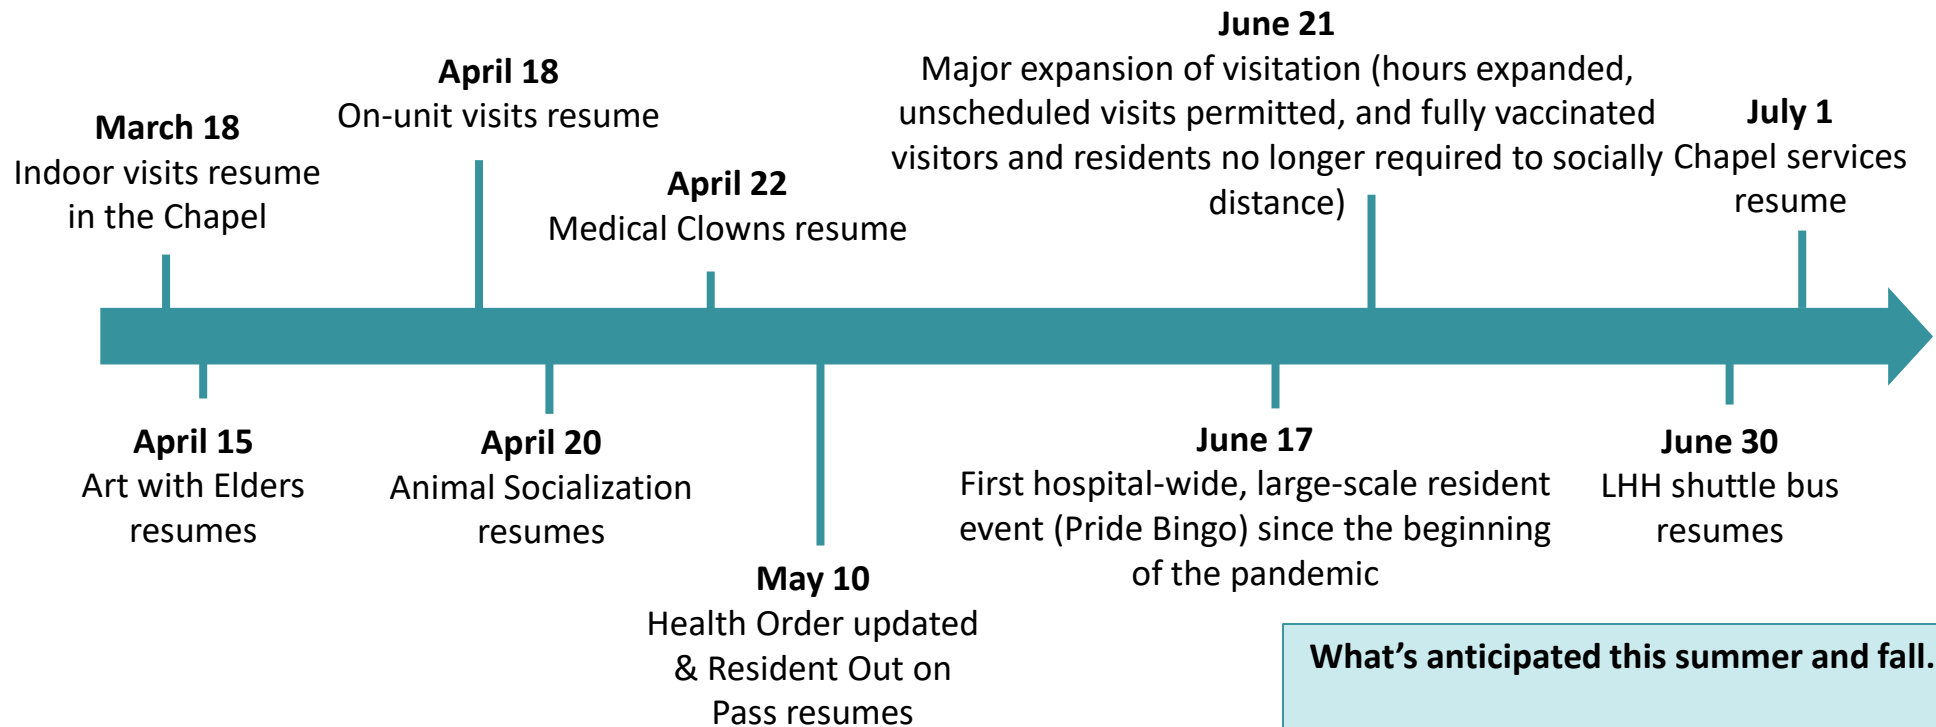 March 18
Indoor visits resume
in the Chapel
April 18
On-unit visits resume
April 22
Medical Clowns resume
June 21
Major expansion of visitation (hours expanded,
unscheduled visits permitted, and fully vaccinated
visitors and residents no longer required to socially
distance)
July 1
Chapel services
resume
April 15
Art with Elders
resumes
April 20
Animal Socialization
resumes
May 10
Health Order updated
& Resident Out on
Pass resumes
June 17
First hospital-wide, large-scale resident
event (Pride Bingo) since the beginning
of the pandemic
June 30
LHH shuttle bus
resumes
What’s anticipated this summer and fall.